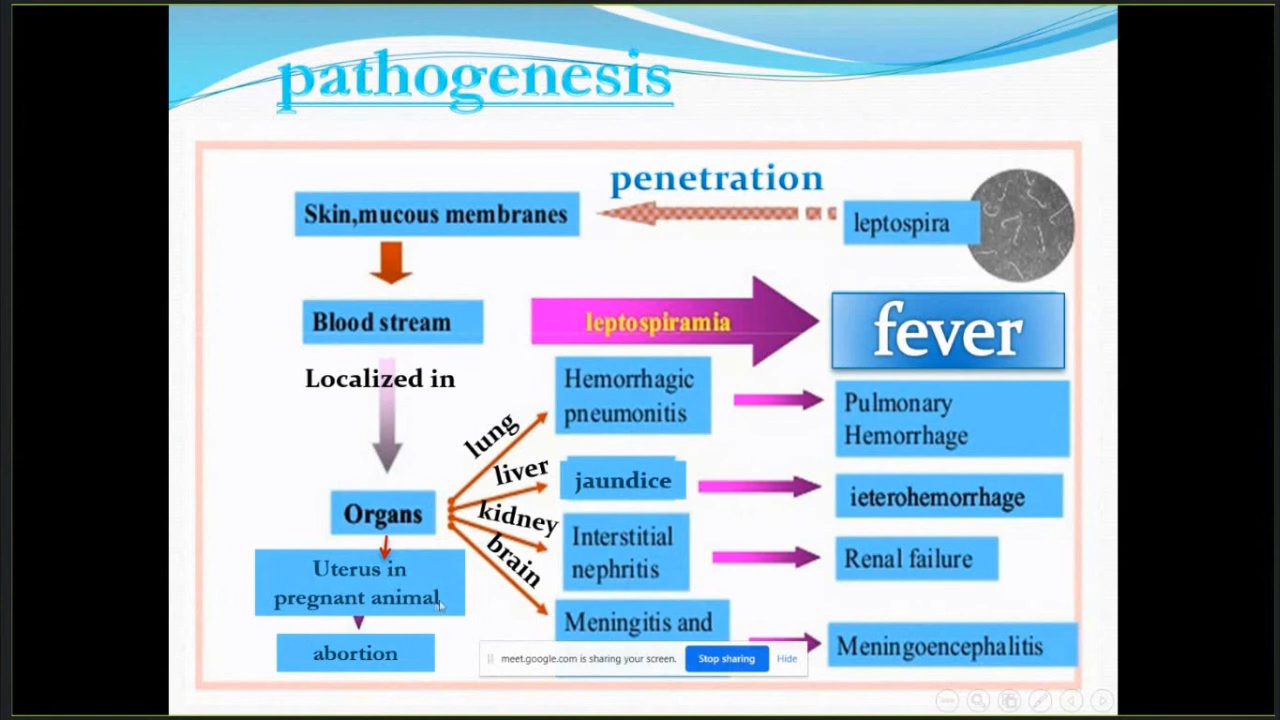 pathogenesis
penetration
Skin,mucous membranes
leptospira
Blood stream
leptospiramia
fever
Localized in
Hemorrhagic
pneumonitis
Pulmonary
Hemorrhage
lung
liver
jaundice
ieterohemorrhage
Organs
kidney
Interstitial
nephritis
Renal failure
brain
Uterus in
pregnant animal
Meningitis and
Meningoencephalitis
abortion
meet.google.com is sharing your screen.
Stop sharing
Hide